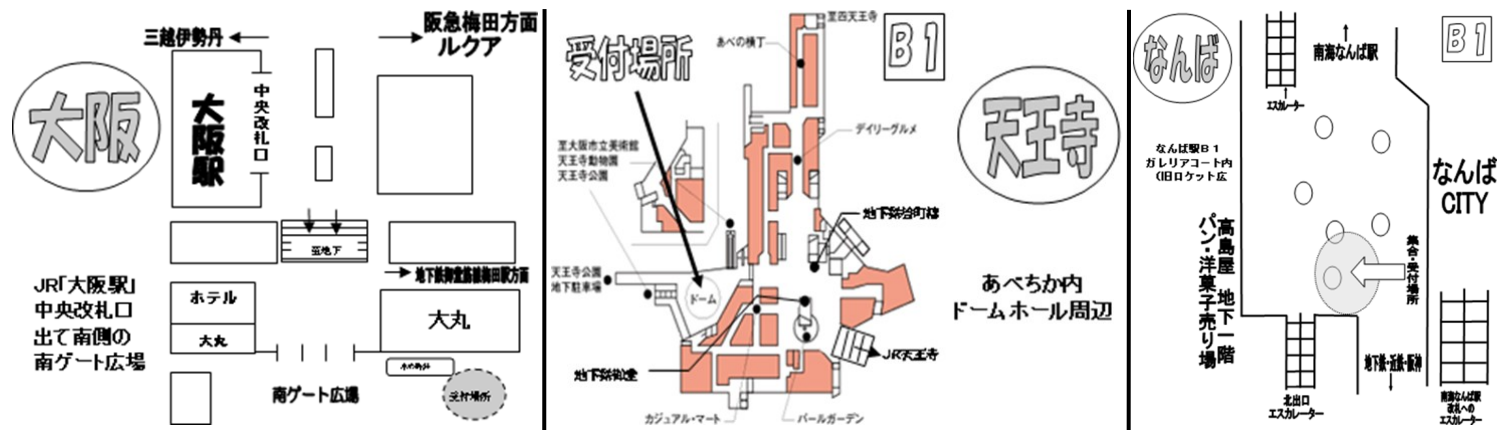 大阪
三越伊勢丹
阪急梅田方面
ルクア
大阪駅
中央改札口
至地下
地下鉄御堂筋線梅田駅方面
JR「大阪駅」
中央改札口
出て南側の
南ゲート広場
ホテル
大丸
大丸
南ゲート広場
水の時計
受付場所
受付場所
B1
天王寺
至四天王寺
あべの横丁
デイリーグルメ
至大阪市立美術館
天王寺動物園
天王寺公園
地下鉄谷町線
天王寺公園
地下駐車場
ドーム
あべちか内
ドームホール周辺
JR天王寺
地下鉄御堂
カジュアル・マート
パールガーデン
なんば
B1
南海なんば駅
エスカレーター
なんば駅B1
ガレリアコート内
(旧ロケット広
なんば
CITY
高島屋 地下一階
パン・洋菓子売り場
集合・受付場所
地下鉄・近鉄・阪神
北出口
エスカレーター
南海なんば駅
改札への
エスカレーター